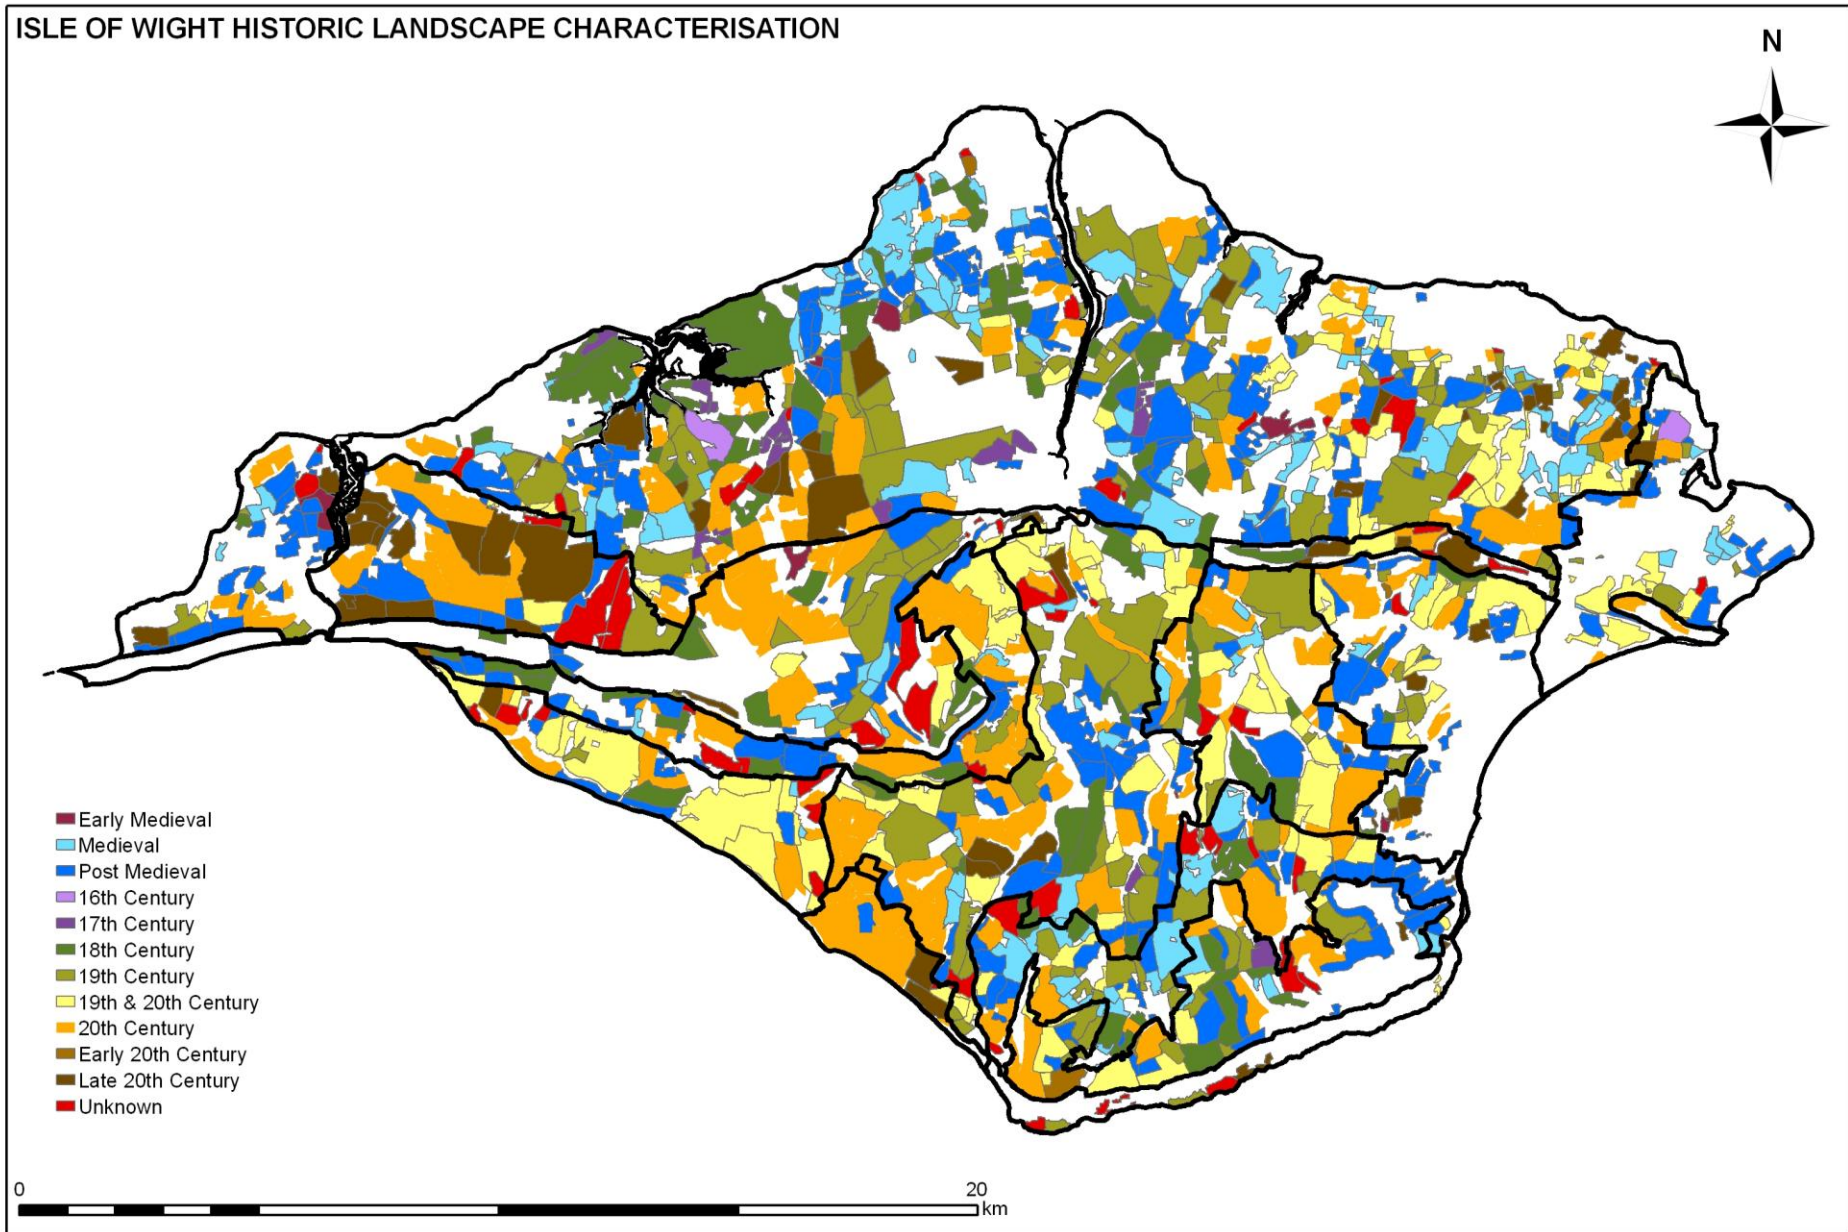 ISLE OF WIGHT HISTORIC LANDSCAPE CHARACTERISATION
N
Early Medieval
Medieval
Post Medieval
16th Century
17th Century
18th Century
19th Century
19th & 20th Century
20th Century
Early 20th Century
Late 20th Century
Unknown
0 20
km